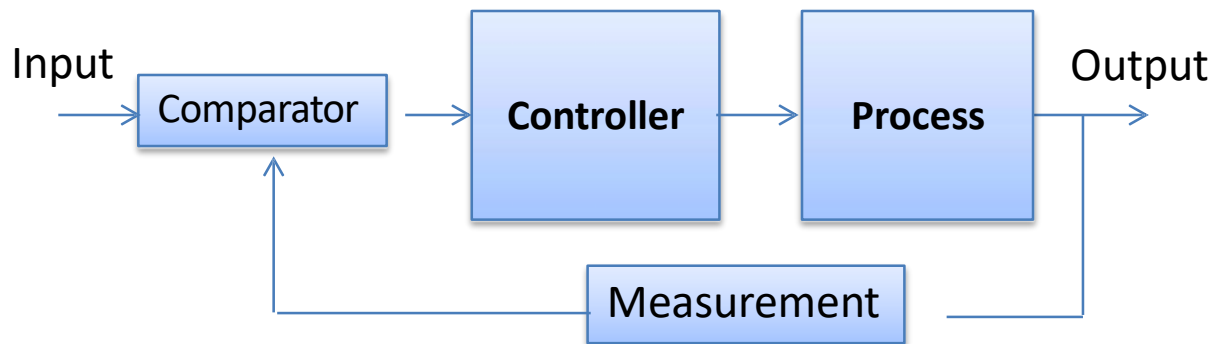 Input
Comparator
Controller
Process
Output
Measurement